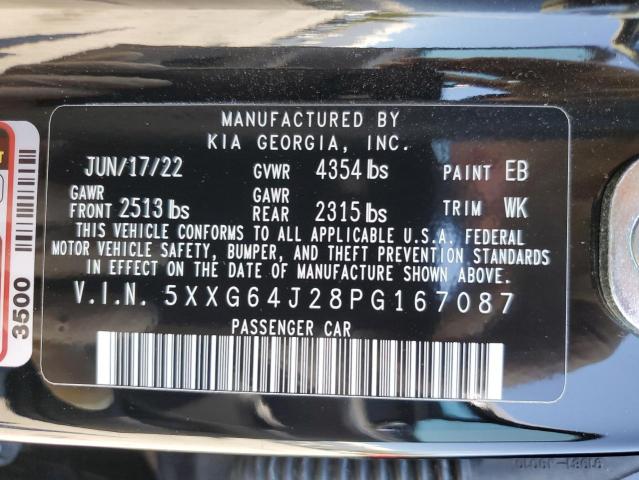 MANUFACTURED BY
KIA GEORGIA, INC.
JUN/17/22 GVWR 4354 lbs PAINT EB
GAWR FRONT 2513 lbs GAWR REAR 2315 lbs TRIM WK
THIS VEHICLE CONFORMS TO ALL APPLICABLE U.S.A. FEDERAL
MOTOR VEHICLE SAFETY, BUMPER, AND THEFT PREVENTION STANDARDS
IN EFFECT ON THE DATE OF MANUFACTURE SHOWN ABOVE.
V.I.N. 5XXG64J28PG167087
PASSENGER CAR
3500